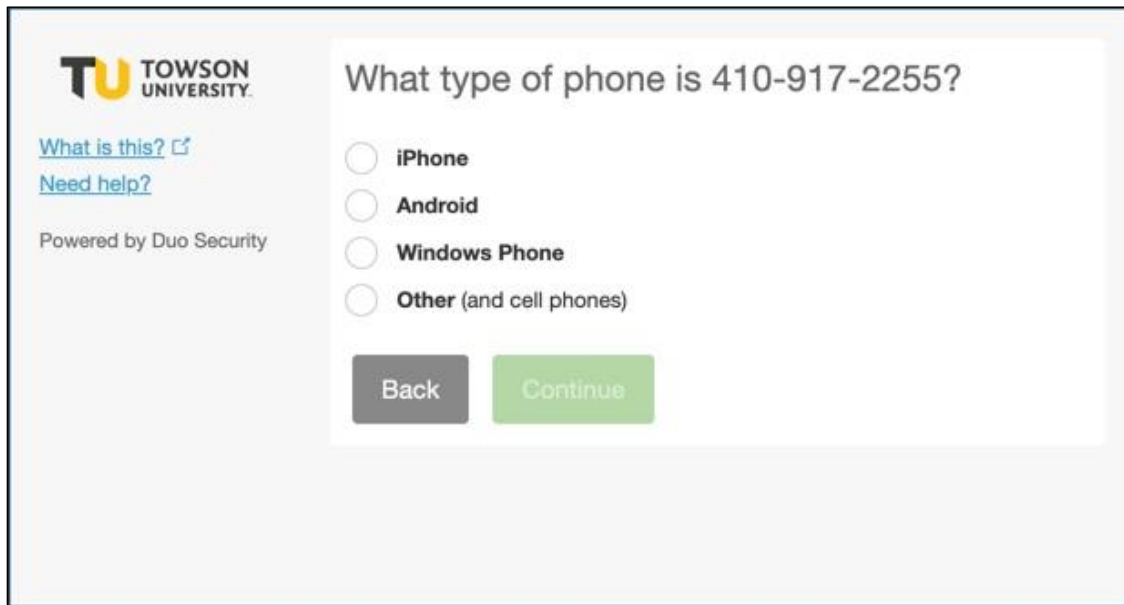 TU TOWSON
UNIVERSITY
What is this?
Need help?
Powered by Duo Security
What type of phone is 410-917-2255?
iPhone
Android
Windows Phone
Other (and cell phones)
Back
Continue